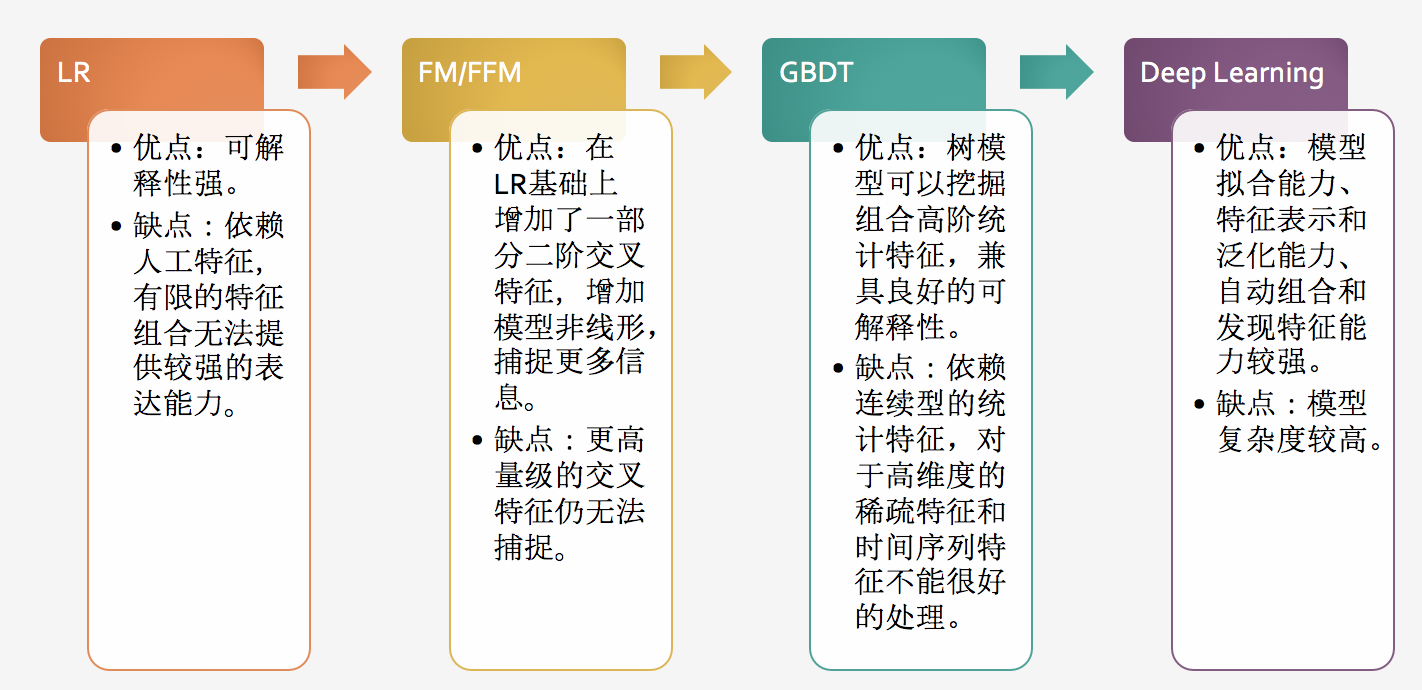 LR
• 优点：可解
释性强。
• 缺点：依赖
人工特征,
有限的特征
组合无法提
供较强的表
达能力。
FM/FFM
• 优点：在
LR基础上
增加了一部
分二阶交叉
特征, 增加
模型非线形,
捕捉更多信
息。
• 缺点：更高
量级的交叉
特征仍无法
捕捉。
GBDT
• 优点：树模
型可以挖掘
组合高阶统
计特征，兼
具良好的可
解释性。
• 缺点：依赖
连续型的统
计特征，对
于高维度的
稀疏特征和
时间序列特
征不能很好
的处理。
Deep Learning
• 优点：模型
拟合能力、
特征表示和
泛化能力、
自动组合和
发现特征能
力较强。
• 缺点：模型
复杂度较高。